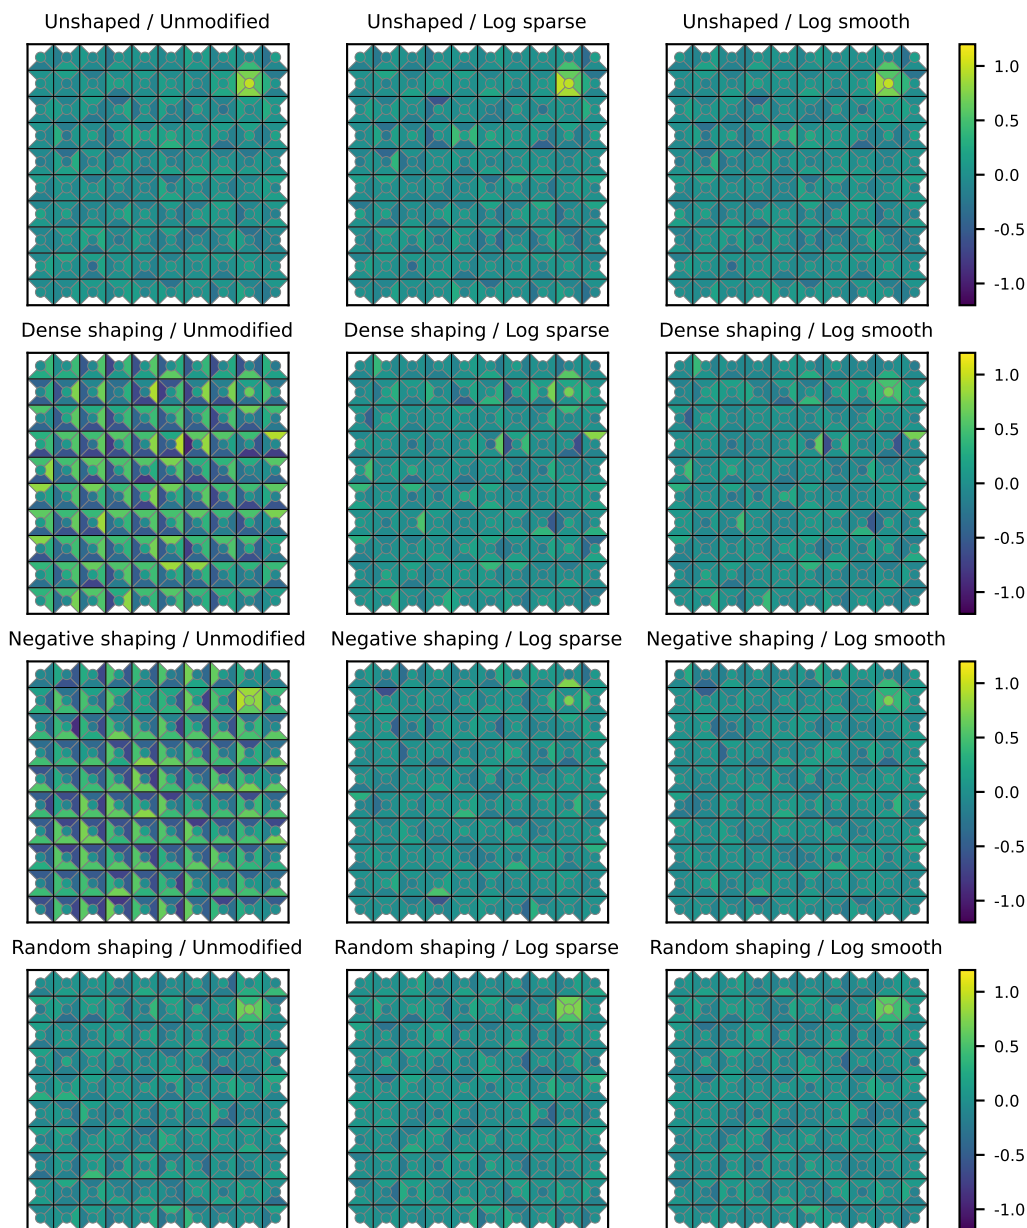 Unshaped / Unmodified
Unshaped / Log sparse
Unshaped / Log smooth
1.0
0.5
0.0
-0.5
-1.0
Dense shaping / Unmodified
Dense shaping / Log sparse
Dense shaping / Log smooth
1.0
0.5
0.0
-0.5
-1.0
Negative shaping / Unmodified
Negative shaping / Log sparse
Negative shaping / Log smooth
1.0
0.5
0.0
-0.5
-1.0
Random shaping / Unmodified
Random shaping / Log sparse
Random shaping / Log smooth
1.0
0.5
0.0
-0.5
-1.0